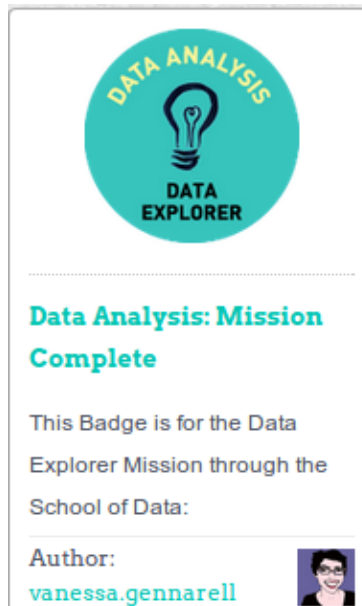 DATA ANALYSIS
DATA
EXPLORER
Data Analysis: Mission
Complete
This Badge is for the Data
Explorer Mission through the
School of Data:
Author:
vanessa.gennarell